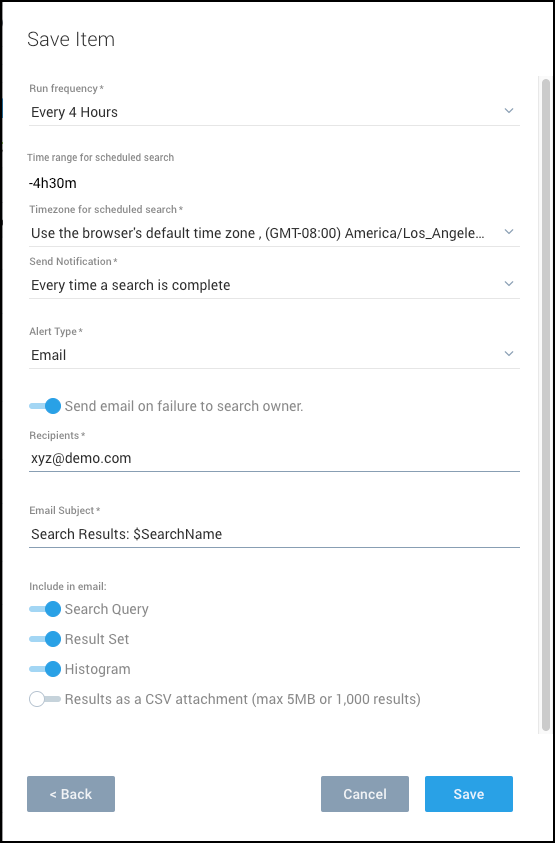 Save Item
Run frequency *
Every 4 Hours
Time range for scheduled search
-4h30m
Timezone for scheduled search *
Use the browser's default time zone , (GMT-08:00) America/Los_Angele...
Send Notification *
Every time a search is complete
Alert Type *
Email
Send email on failure to search owner.
Recipients *
xyz@demo.com
Email Subject *
Search Results: $SearchName
Include in email:
Search Query
Result Set
Histogram
Results as a CSV attachment (max 5MB or 1,000 results)
< Back Cancel Save